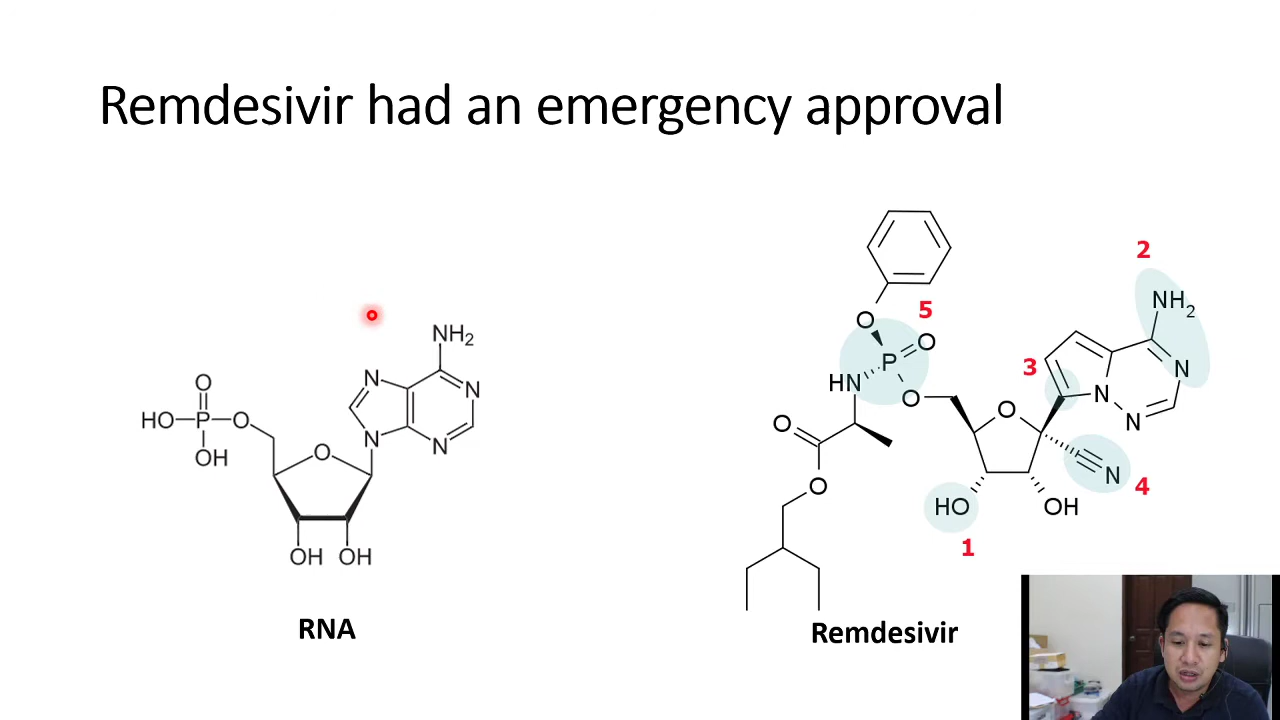 Remdesivir had an emergency approval
NH₂
N
N
N
N
O
HO
P
O
OH
O
OH
OH
RNA
O
5
P
O
HN
O
O
O
O
HO
OH
1
2
NH₂
N
3
N
N
N
4
Remdesivir